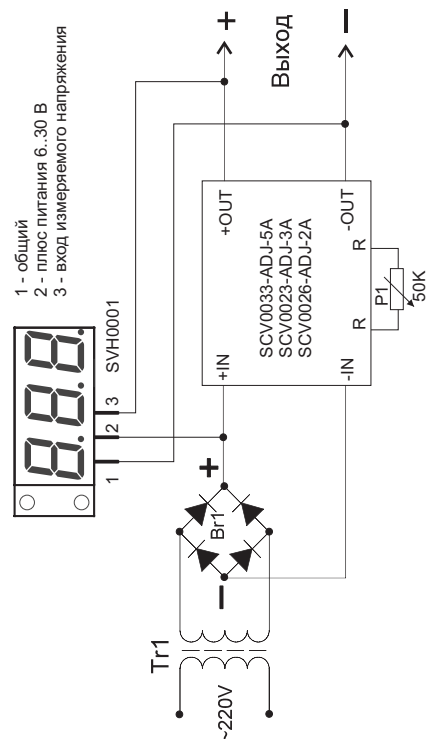 1 - общий
2 - плюс питания 6..30 В
3 - вход измеряемого напряжения
SVH0001
1 2 3
Tr1
~220V
Br1
+
−
+IN
-IN
SCV0033-ADJ-5A
SCV0023-ADJ-3A
SCV0026-ADJ-2A
+OUT
-OUT
R R
P1
50K
+
Выход
−